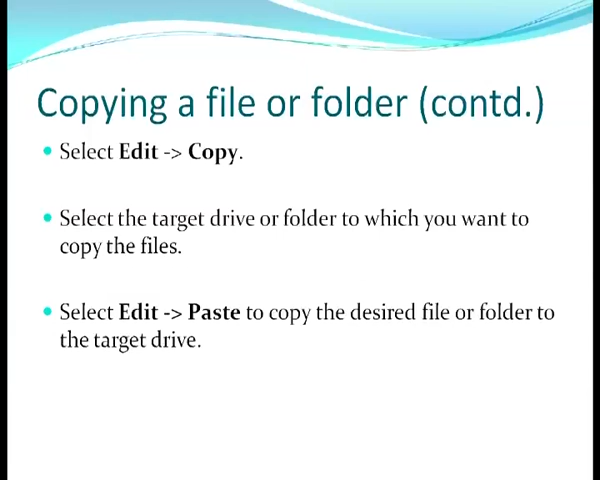 Copying a file or folder (contd.)
• Select Edit -> Copy.
• Select the target drive or folder to which you want to
copy the files.
• Select Edit -> Paste to copy the desired file or folder to
the target drive.